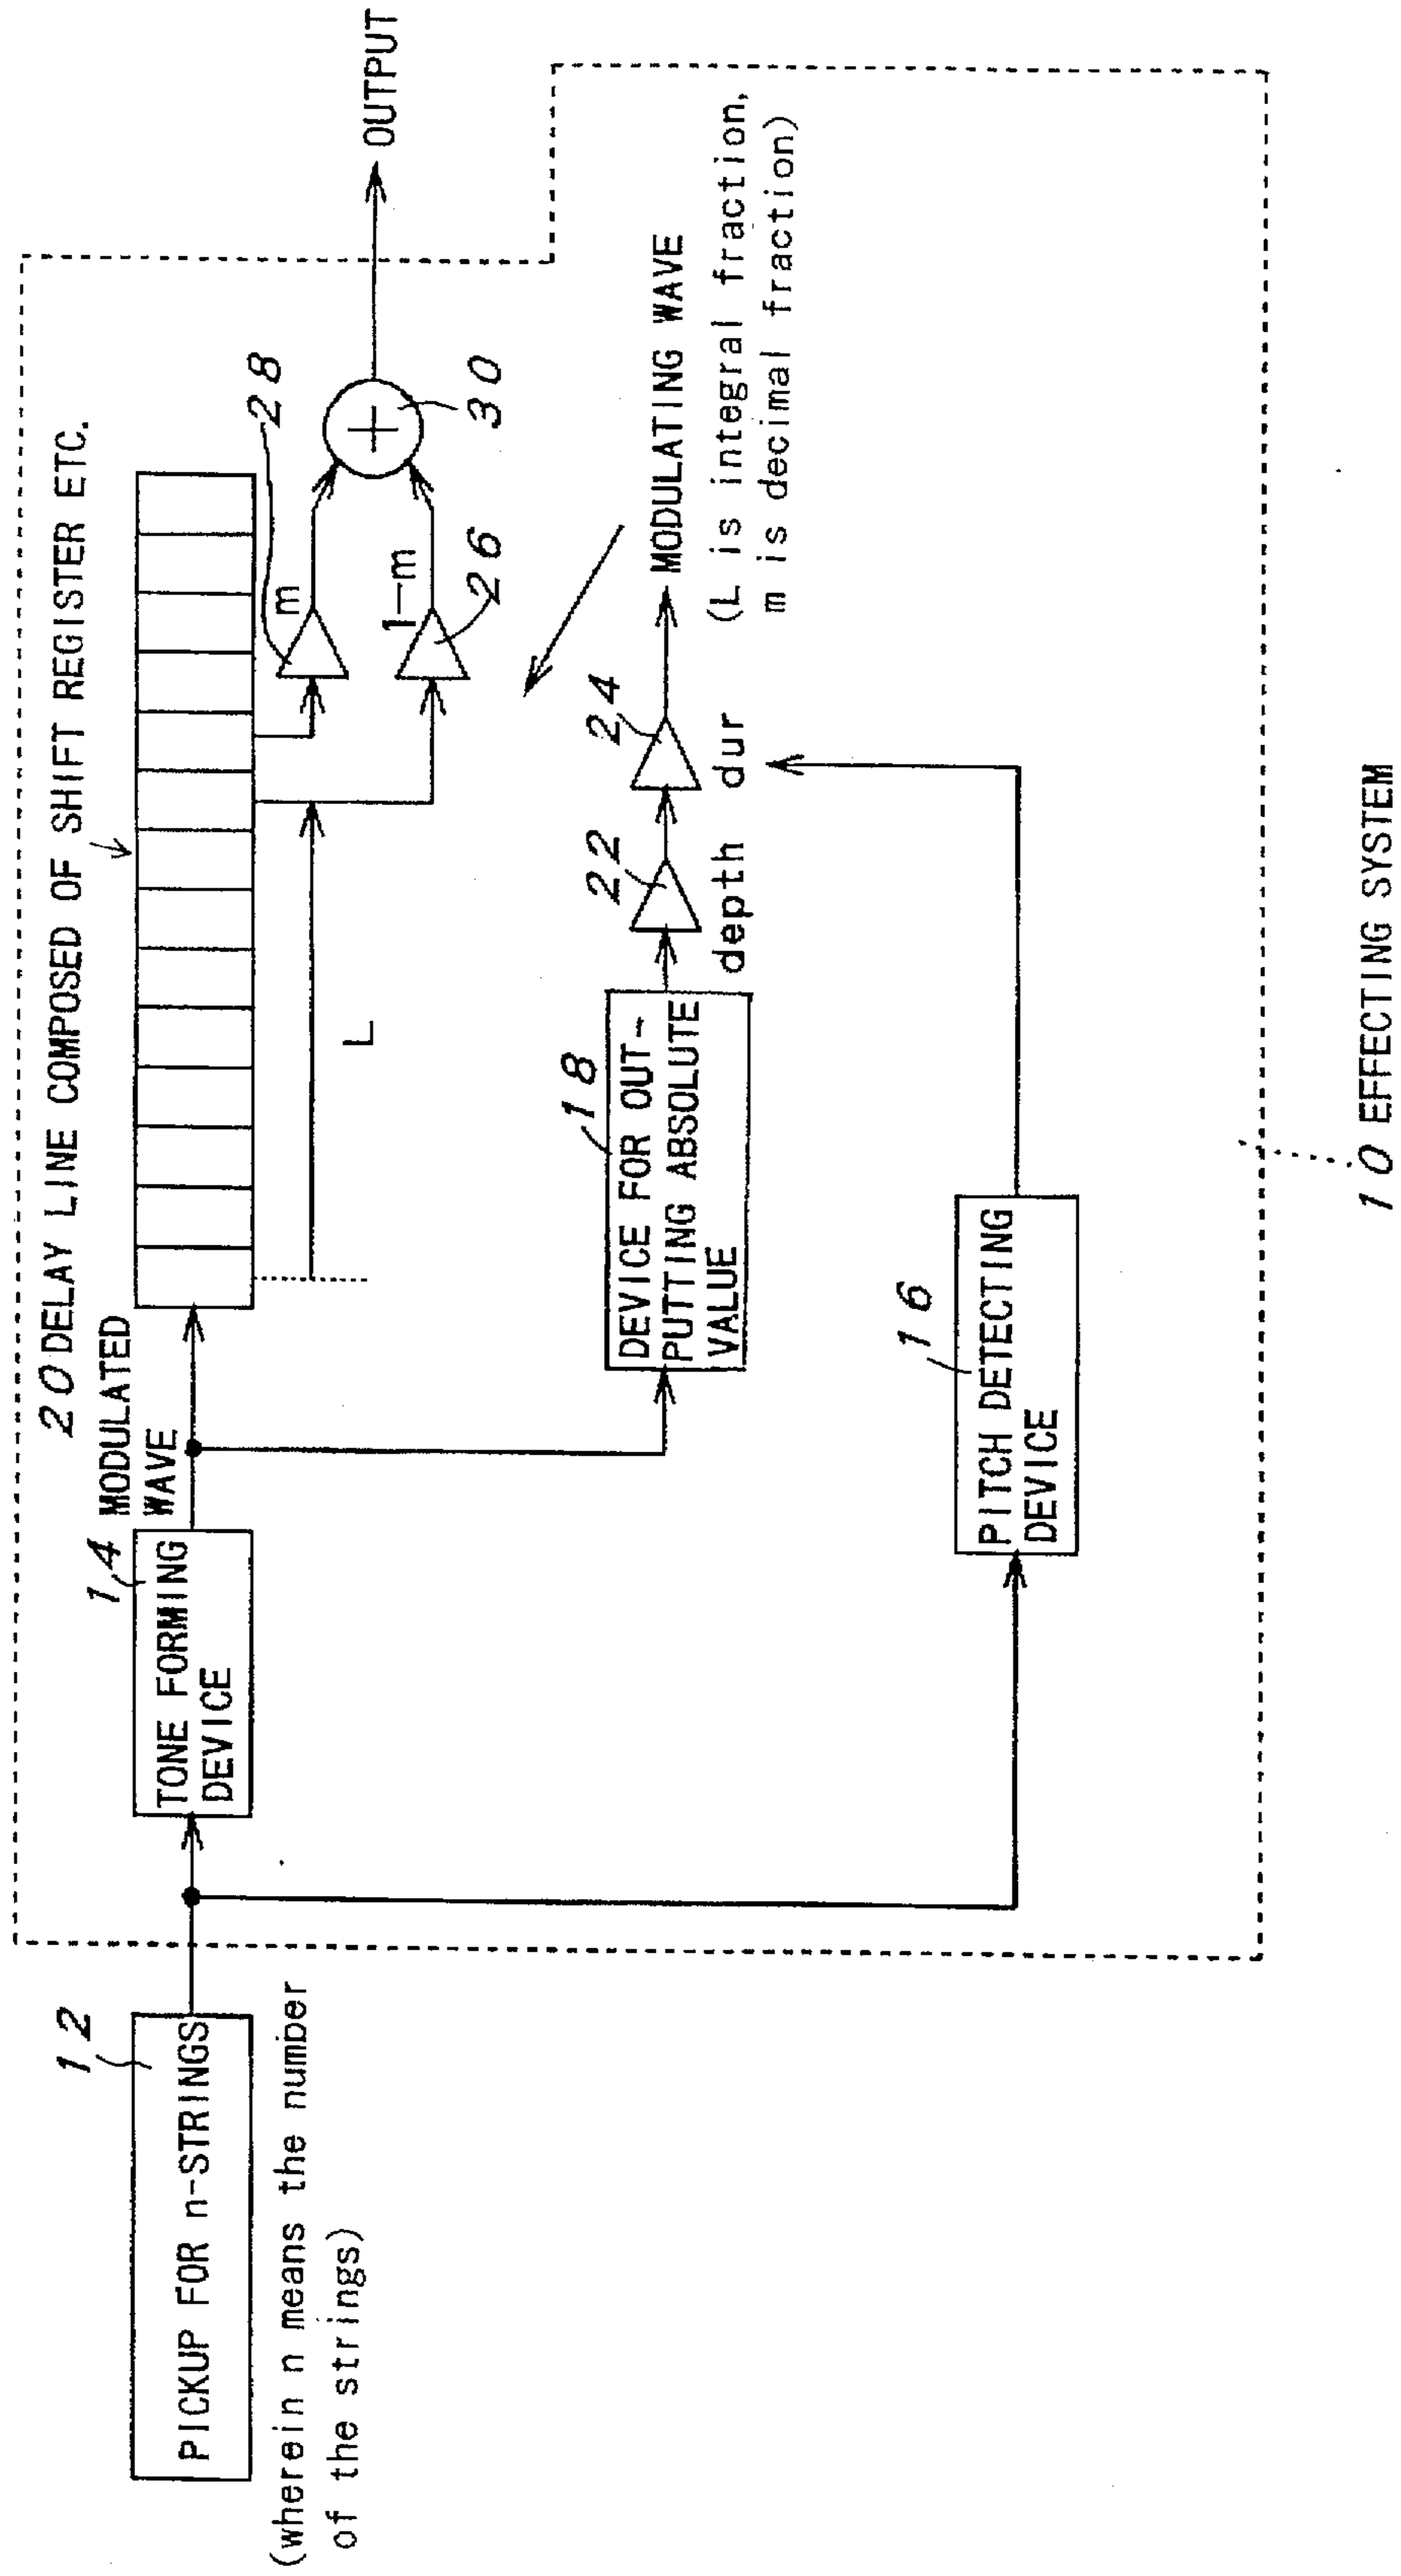 12
PICKUP FOR n-STRINGS
(wherein n means the number
of the strings)
14
TONE FORMING
DEVICE
MODULATED
WAVE
20 DELAY LINE COMPOSED OF SHIFT REGISTER ETC.
L
28
m
1-m
26
30
OUTPUT
18
DEVICE FOR OUT-
PUTTING ABSOLUTE
VALUE
22
24
depth dur
MODULATING WAVE
(L is integral fraction,
m is decimal fraction)
16
PITCH DETECTING
DEVICE
10 EFFECTING SYSTEM